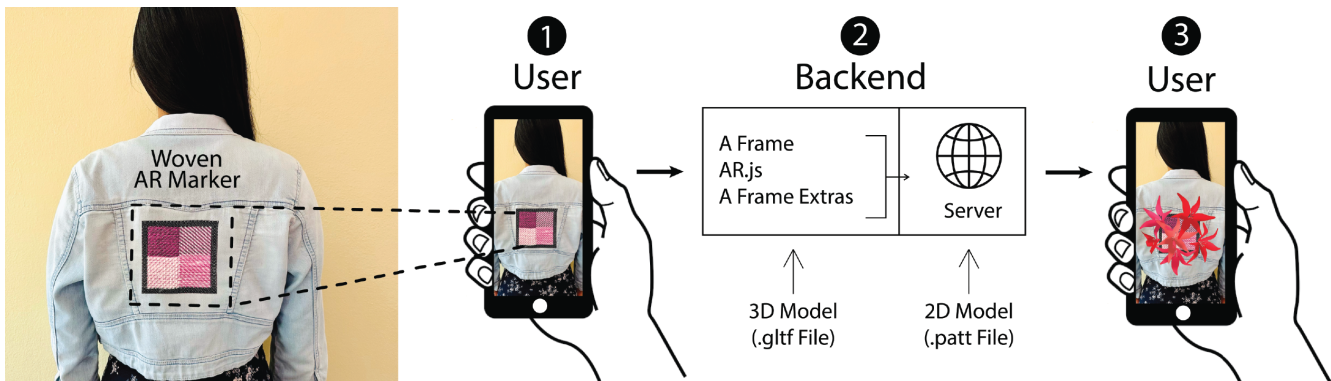 Woven
AR Marker
1
User
2
Backend
A Frame
AR.js
A Frame Extras
Server
3D Model
(.gltf File)
2D Model
(.patt File)
3
User